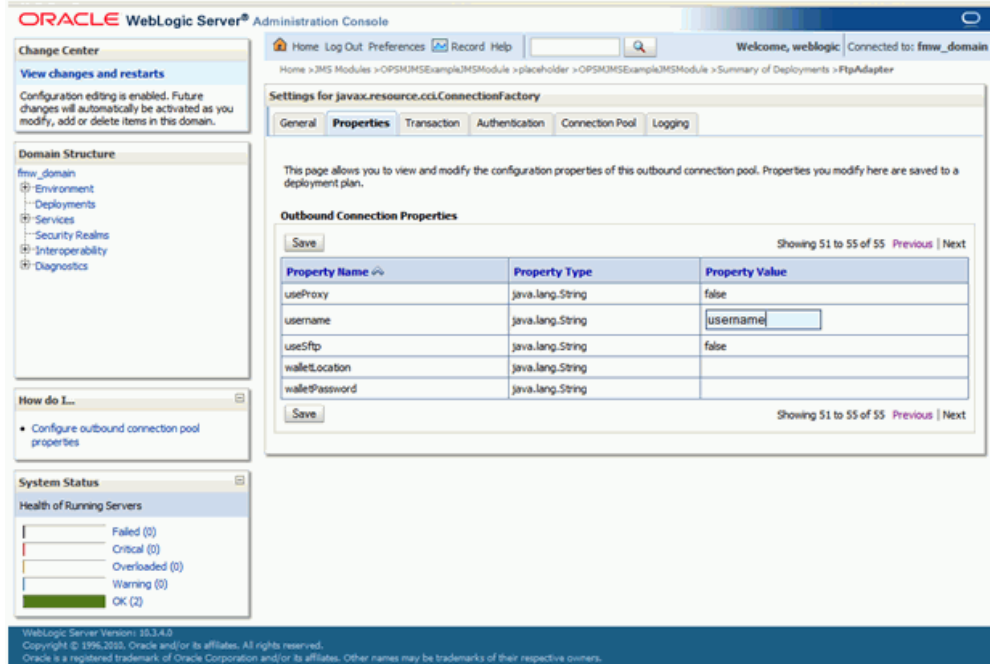 ORACLE WebLogic Server® Administration Console
Change Center
View changes and restarts
Configuration editing is enabled. Future
changes will automatically be activated as you
modify, add or delete items in this domain.
Domain Structure
fmw_domain
Environment
Deployments
Services
Security Realms
Interoperability
Diagnostics
How do I...
Configure outbound connection pool
properties
System Status
Health of Running Servers
Failed (0)
Critical (0)
Overloaded (0)
Warning (0)
OK (2)
Home Log Out Preferences Record Help
Welcome, weblogic Connected to: fmw_domain
Home >JMS Modules >OPSMJMSExampleJMSModule >placeholder >OPSMJMSExampleJMSModule >Summary of Deployments >FtpAdapter
Settings for javax.resource.cci.ConnectionFactory
General Properties Transaction Authentication Connection Pool Logging
This page allows you to view and modify the configuration properties of this outbound connection pool. Properties you modify here are saved to a
deployment plan.
Outbound Connection Properties
Save Showing 51 to 55 of 55 Previous | Next
Property Name Property Type Property Value
useProxy java.lang.String false
username java.lang.String username
useSftp java.lang.String false
walletLocation java.lang.String
walletPassword java.lang.String
Save Showing 51 to 55 of 55 Previous | Next
WebLogic Server Version: 10.3.4.0
Copyright © 1996,2010, Oracle and/or its affiliates. All rights reserved.
Oracle is a registered trademark of Oracle Corporation and/or its affiliates. Other names may be trademarks of their respective owners.